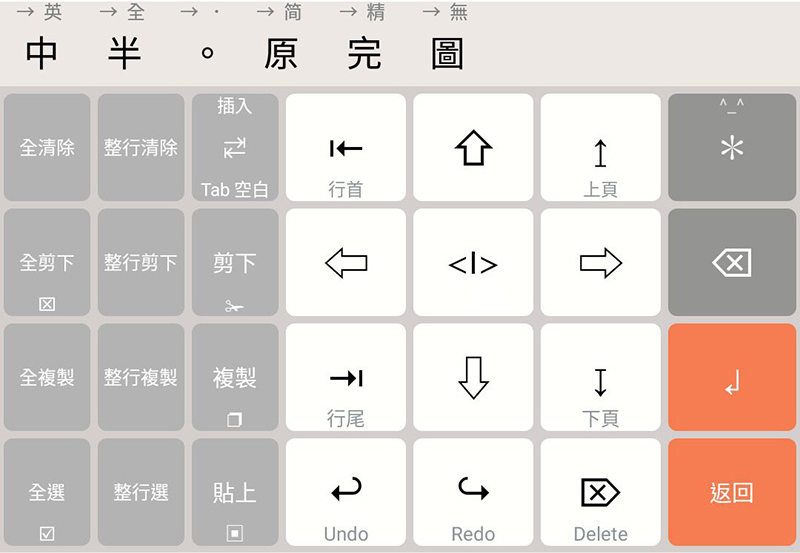 → 英 → 全 → · → 简 → 精 → 無
中 半 。 原 完 圖
全清除 整行清除 插入 Tab 空白 行首 上頁 ^_^ *
全剪下 整行剪下 剪下 <I>
全複製 整行複製 複製 行尾 下頁
全選 整行選 貼上 Undo Redo Delete 返回